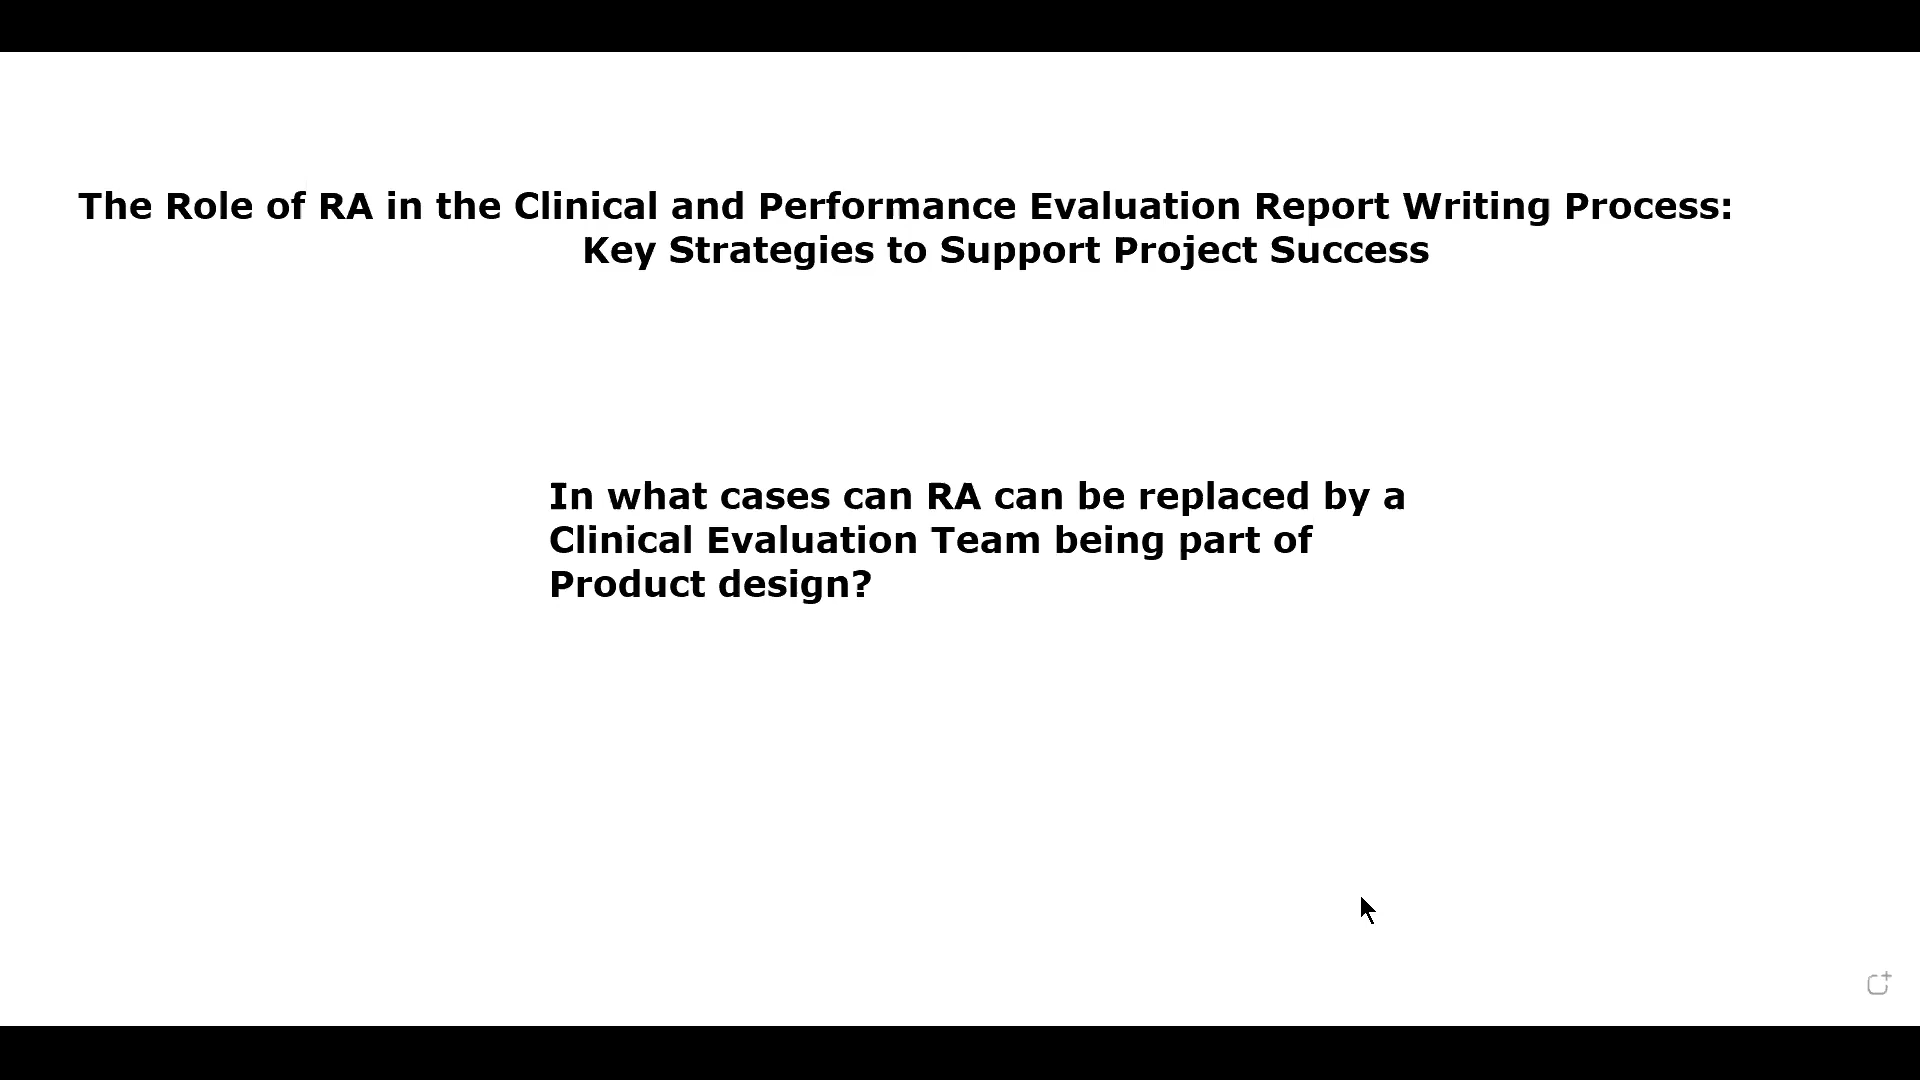 The Role of RA in the Clinical and Performance Evaluation Report Writing Process:
Key Strategies to Support Project Success
In what cases can RA can be replaced by a
Clinical Evaluation Team being part of
Product design?